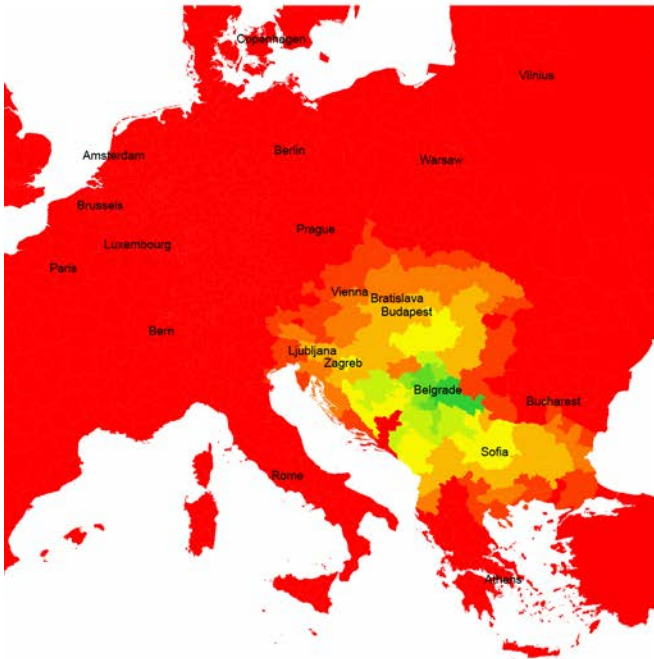 Copenhagen
Vilnius
Amsterdam
Berlin
Warsaw
Brussels
Prague
Luxembourg
Paris
Vienna
Bratislava
Budapest
Bern
Ljubljana
Zagreb
Belgrade
Bucharest
Sofia
Rome
Athens